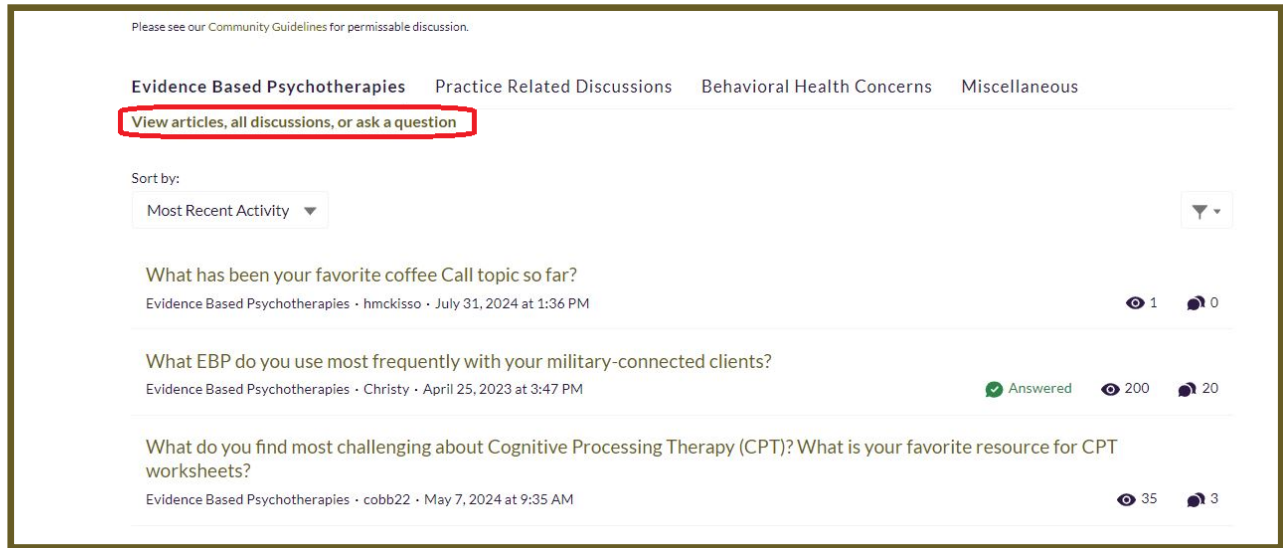 Please see our Community Guidelines for permissable discussion.
Evidence Based Psychotherapies Practice Related Discussions Behavioral Health Concerns Miscellaneous
View articles, all discussions, or ask a question
Sort by:
Most Recent Activity
What has been your favorite coffee Call topic so far?
Evidence Based Psychotherapies · hmckisso · July 31, 2024 at 1:36 PM 1 0
What EBP do you use most frequently with your military-connected clients?
Evidence Based Psychotherapies · Christy · April 25, 2023 at 3:47 PM Answered 200 20
What do you find most challenging about Cognitive Processing Therapy (CPT)? What is your favorite resource for CPT
worksheets?
Evidence Based Psychotherapies · cobb22 · May 7, 2024 at 9:35 AM 35 3